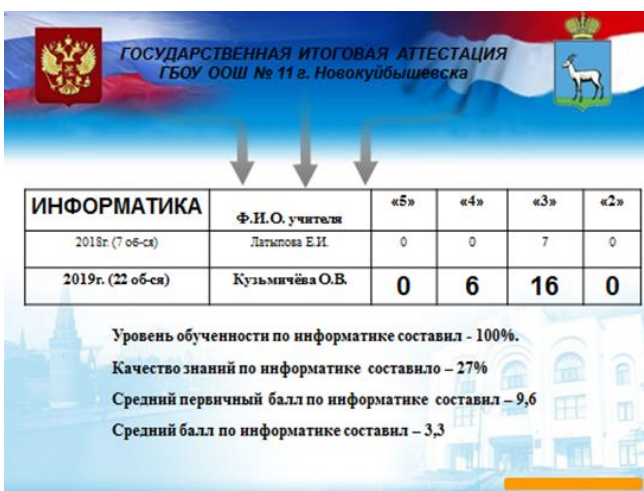 ГОСУДАРСТВЕННАЯ ИТОГОВАЯ АТТЕСТАЦИЯ
ГБОУ ООШ № 11 г. Новокуйбышевска
ИНФОРМАТИКА Ф.И.О. учителя «5» «4» «3» «2»
2018г. (7 об-ся) Латыпова Е.И. 0 0 7 0
2019г. (22 об-ся) Кузьмичёва О.В. 0 6 16 0
Уровень обученности по информатике составил - 100%.
Качество знаний по информатике составило – 27%
Средний первичный балл по информатике составил – 9,6
Средний балл по информатике составил – 3,3